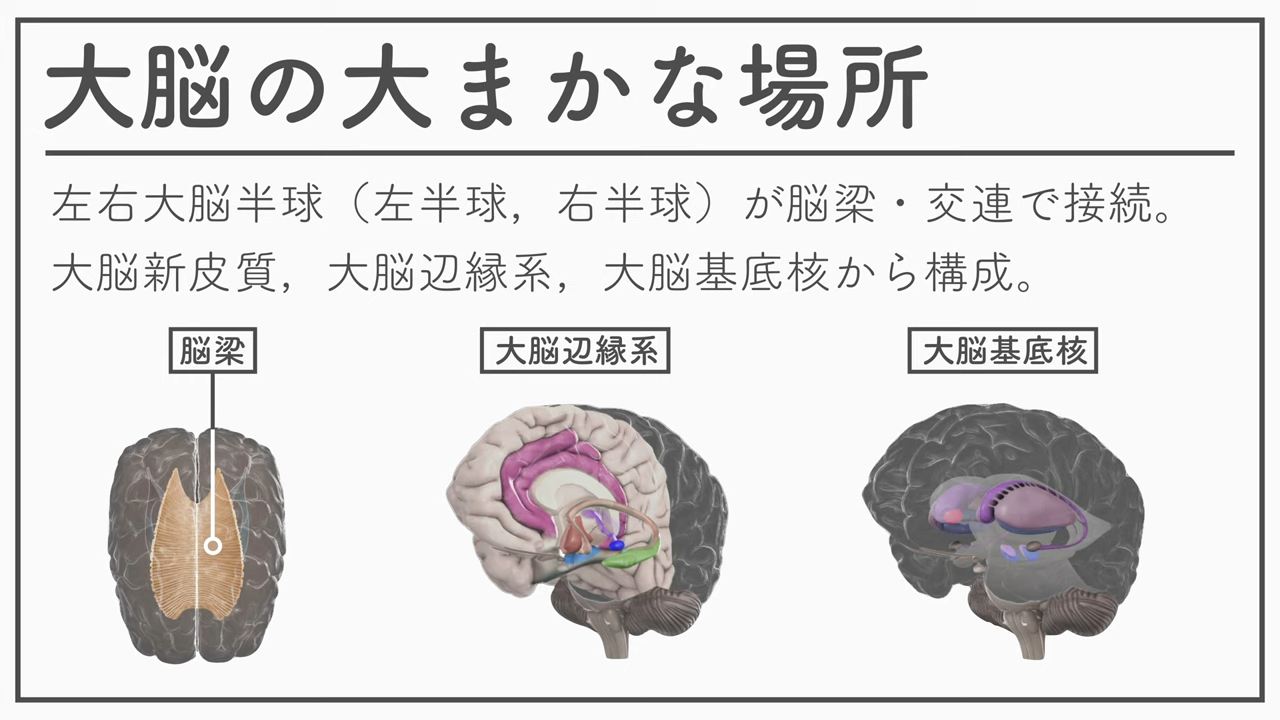 大脳の大まかな場所
左右大脳半球（左半球，右半球）が脳梁・交連で接続。
大脳新皮質，大脳辺縁系，大脳基底核から構成。
脳梁
大脳辺縁系
大脳基底核